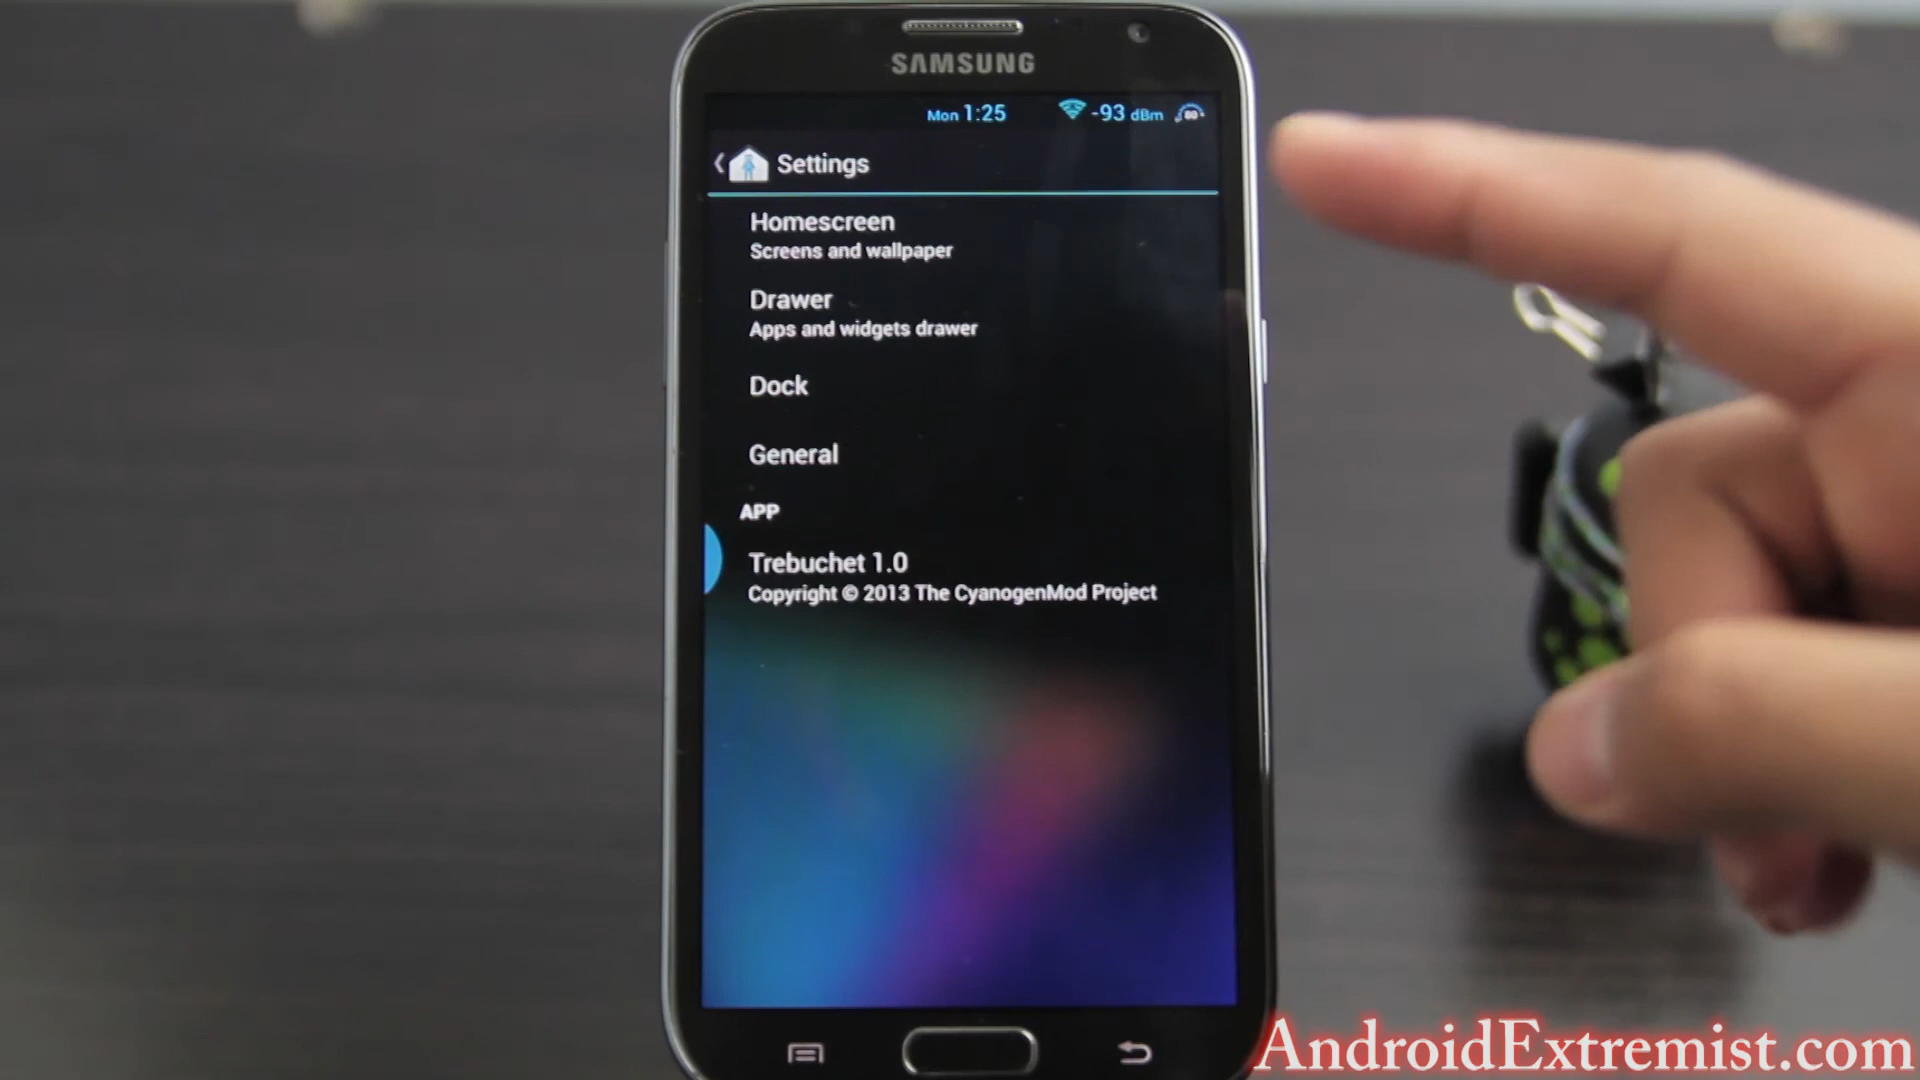 SAMSUNG
Mon 1:25 -93 dBm 80
Settings
Homescreen
Screens and wallpaper
Drawer
Apps and widgets drawer
Dock
General
APP
Trebuchet 1.0
Copyright © 2013 The CyanogenMod Project
AndroidExtremist.com